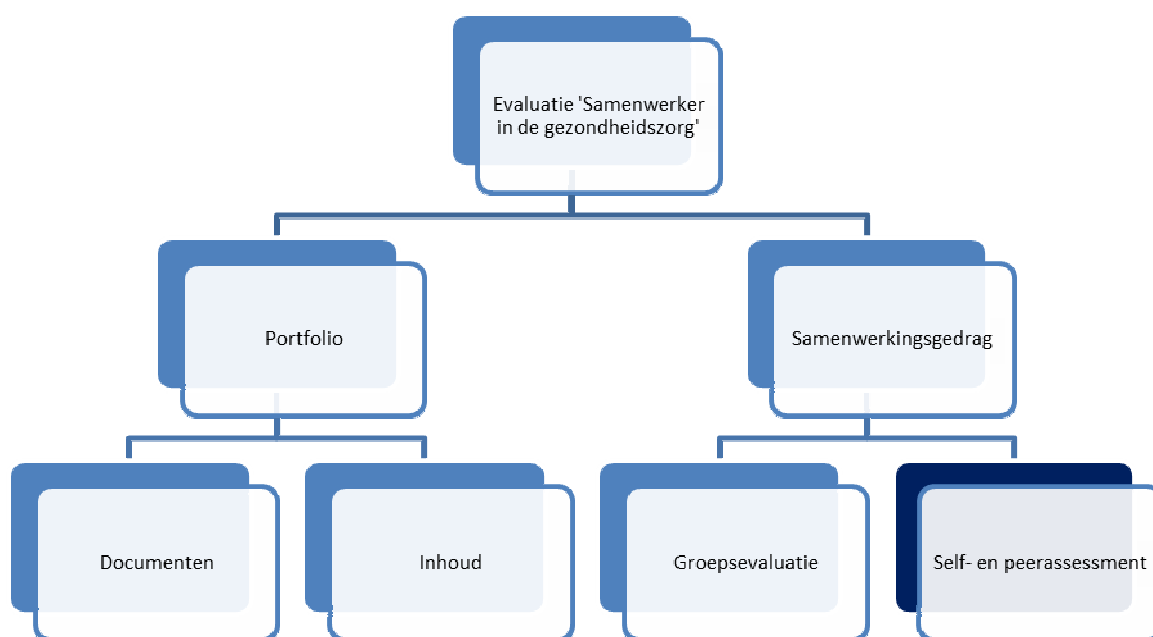 Evaluatie 'Samenwerker
in de gezondheidszorg'
Portfolio
Samenwerkingsgedrag
Documenten
Inhoud
Groepsevaluatie
Self- en peerassessment